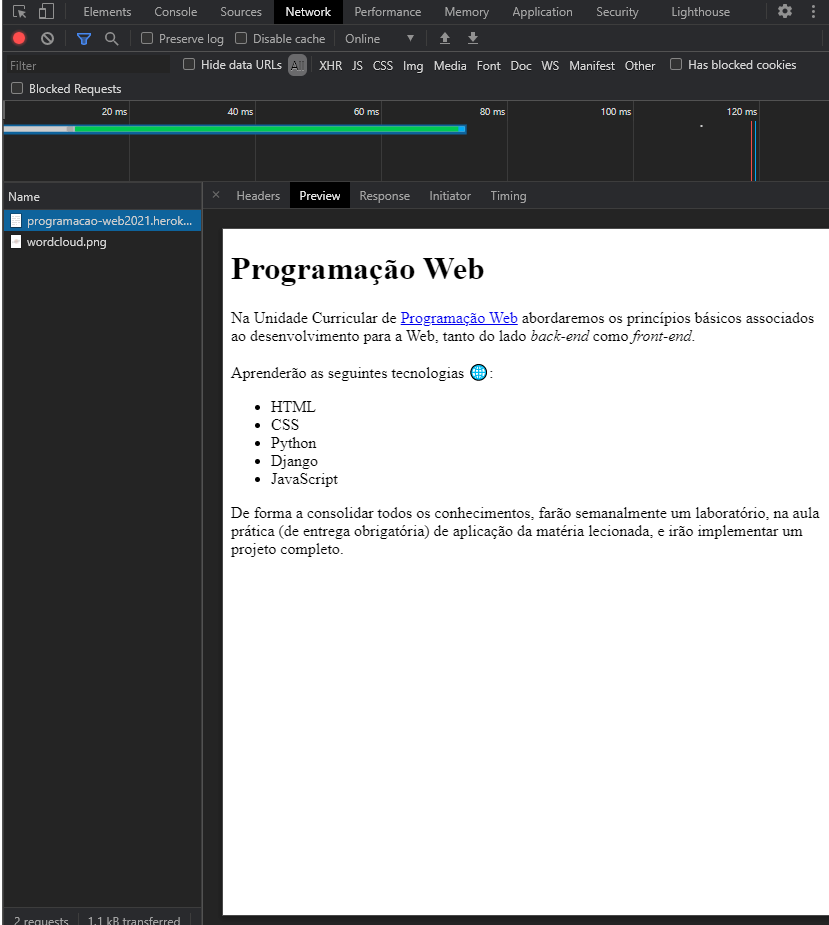 Elements Console Sources Network Performance Memory Application Security Lighthouse
Preserve log Disable cache Online
Filter Hide data URLs All XHR JS CSS Img Media Font Doc WS Manifest Other Has blocked cookies
Blocked Requests
20 ms 40 ms 60 ms 80 ms 100 ms 120 ms
Name
× Headers Preview Response Initiator Timing
programacao-web2021.herok...
wordcloud.png
Programação Web
Na Unidade Curricular de Programação Web abordaremos os princípios básicos associados
ao desenvolvimento para a Web, tanto do lado back-end como front-end.
Aprenderão as seguintes tecnologias 🌐:
• HTML
• CSS
• Python
• Django
• JavaScript
De forma a consolidar todos os conhecimentos, farão semanalmente um laboratório, na aula
prática (de entrega obrigatória) de aplicação da matéria lecionada, e irão implementar um
projeto completo.
2 requests 1.1 kB transferred